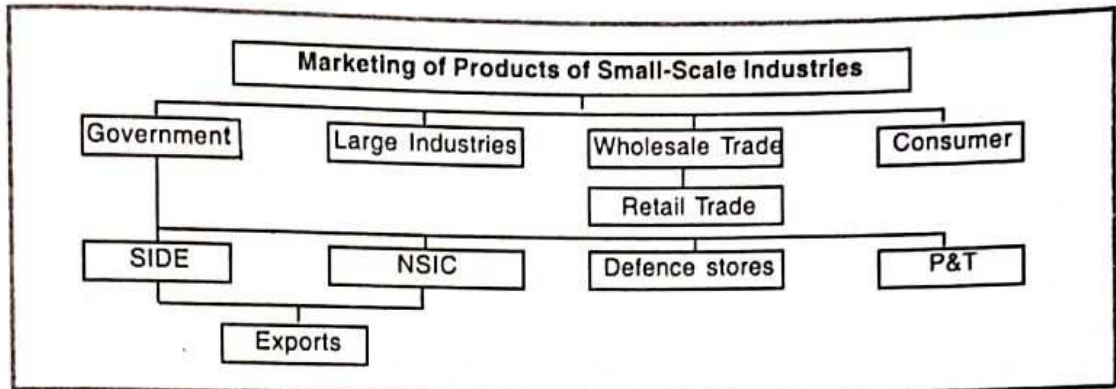 Marketing of Products of Small-Scale Industries
Government
Large Industries
Wholesale Trade
Consumer
Retail Trade
SIDE
NSIC
Defence stores
P&T
Exports